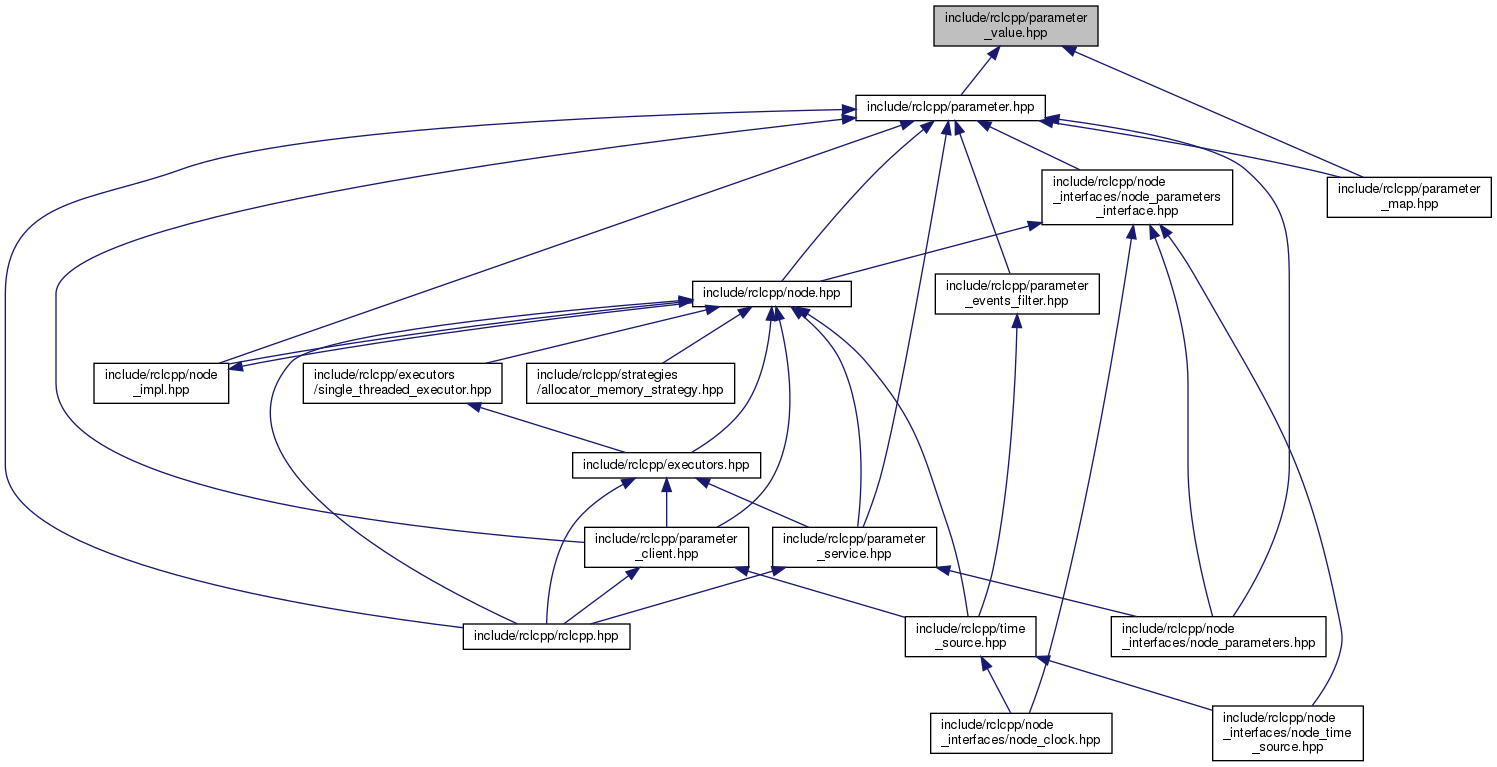 include/rclcpp/parameter
_value.hpp
include/rclcpp/parameter.hpp
include/rclcpp/node
_interfaces/node_parameters
_interface.hpp
include/rclcpp/parameter
_map.hpp
include/rclcpp/node.hpp
include/rclcpp/parameter
_events_filter.hpp
include/rclcpp/node
_impl.hpp
include/rclcpp/executors
/single_threaded_executor.hpp
include/rclcpp/strategies
/allocator_memory_strategy.hpp
include/rclcpp/executors.hpp
include/rclcpp/parameter
_client.hpp
include/rclcpp/parameter
_service.hpp
include/rclcpp/rclcpp.hpp
include/rclcpp/time
_source.hpp
include/rclcpp/node
_interfaces/node_parameters.hpp
include/rclcpp/node
_interfaces/node_clock.hpp
include/rclcpp/node
_interfaces/node_time
_source.hpp